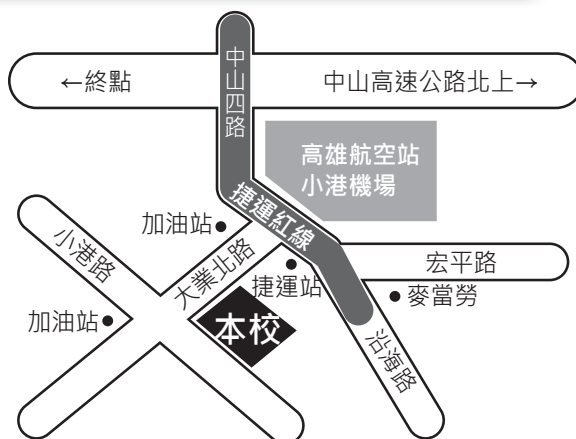 中山四路
←終點
中山高速公路北上→
高雄航空站
小港機場
捷運紅線
加油站
小港路
大業北路
捷運站
宏平路
麥當勞
加油站
本校
沿海路